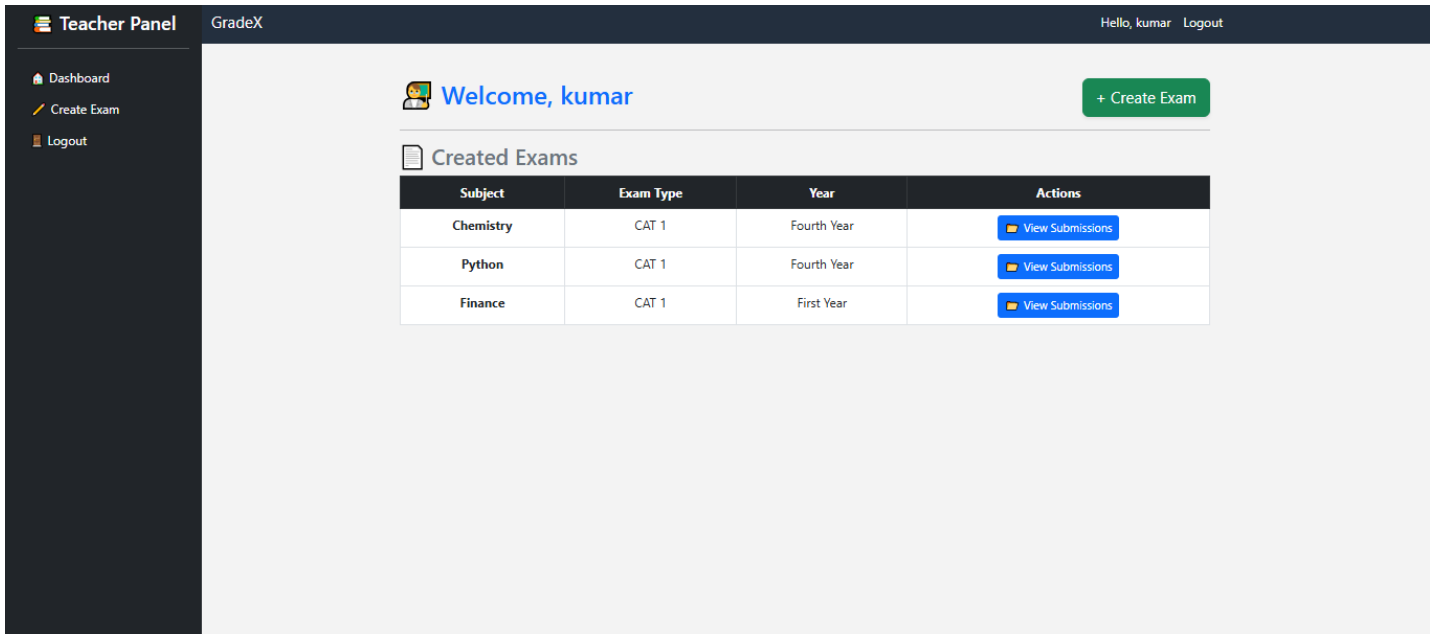 Teacher Panel
GradeX
Hello, kumar Logout
Dashboard
Create Exam
Logout
Welcome, kumar
+ Create Exam
Created Exams
Subject Exam Type Year Actions
Chemistry CAT 1 Fourth Year View Submissions
Python CAT 1 Fourth Year View Submissions
Finance CAT 1 First Year View Submissions